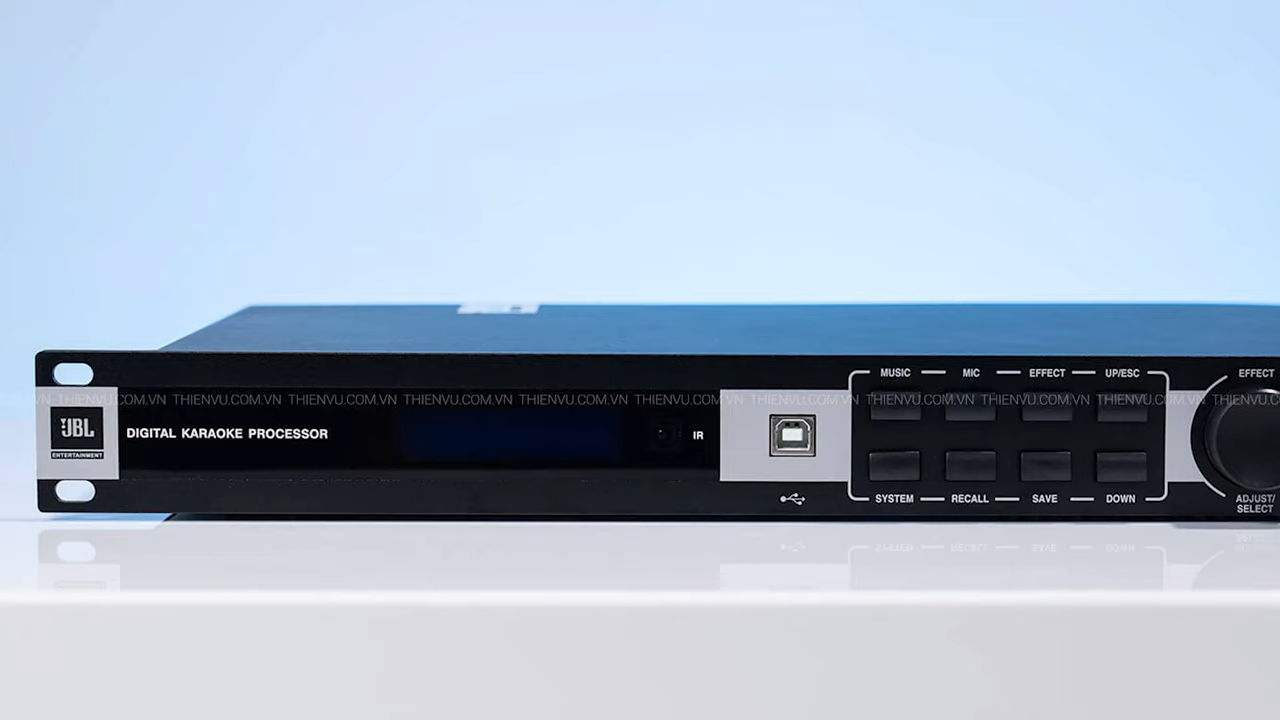 MUSIC MIC EFFECT UP/ESC
EFFECT
VN THIENVU.COM.VN THIENVU.COM.VN THIENVU.COM.VN THIENVU.COM.VN THIENVU.COM.VN THIENVU.COM.VN THIENVU.COM.VN THIENVU.COM.VN THIENVU.COM.VN THIENVU.COM.VN
JBL
ENTERTAINMENT
DIGITAL KARAOKE PROCESSOR
IR
SYSTEM RECALL SAVE DOWN
ADJUST/
SELECT